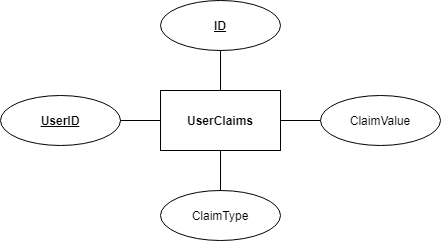 ID
UserID
UserClaims
ClaimValue
ClaimType